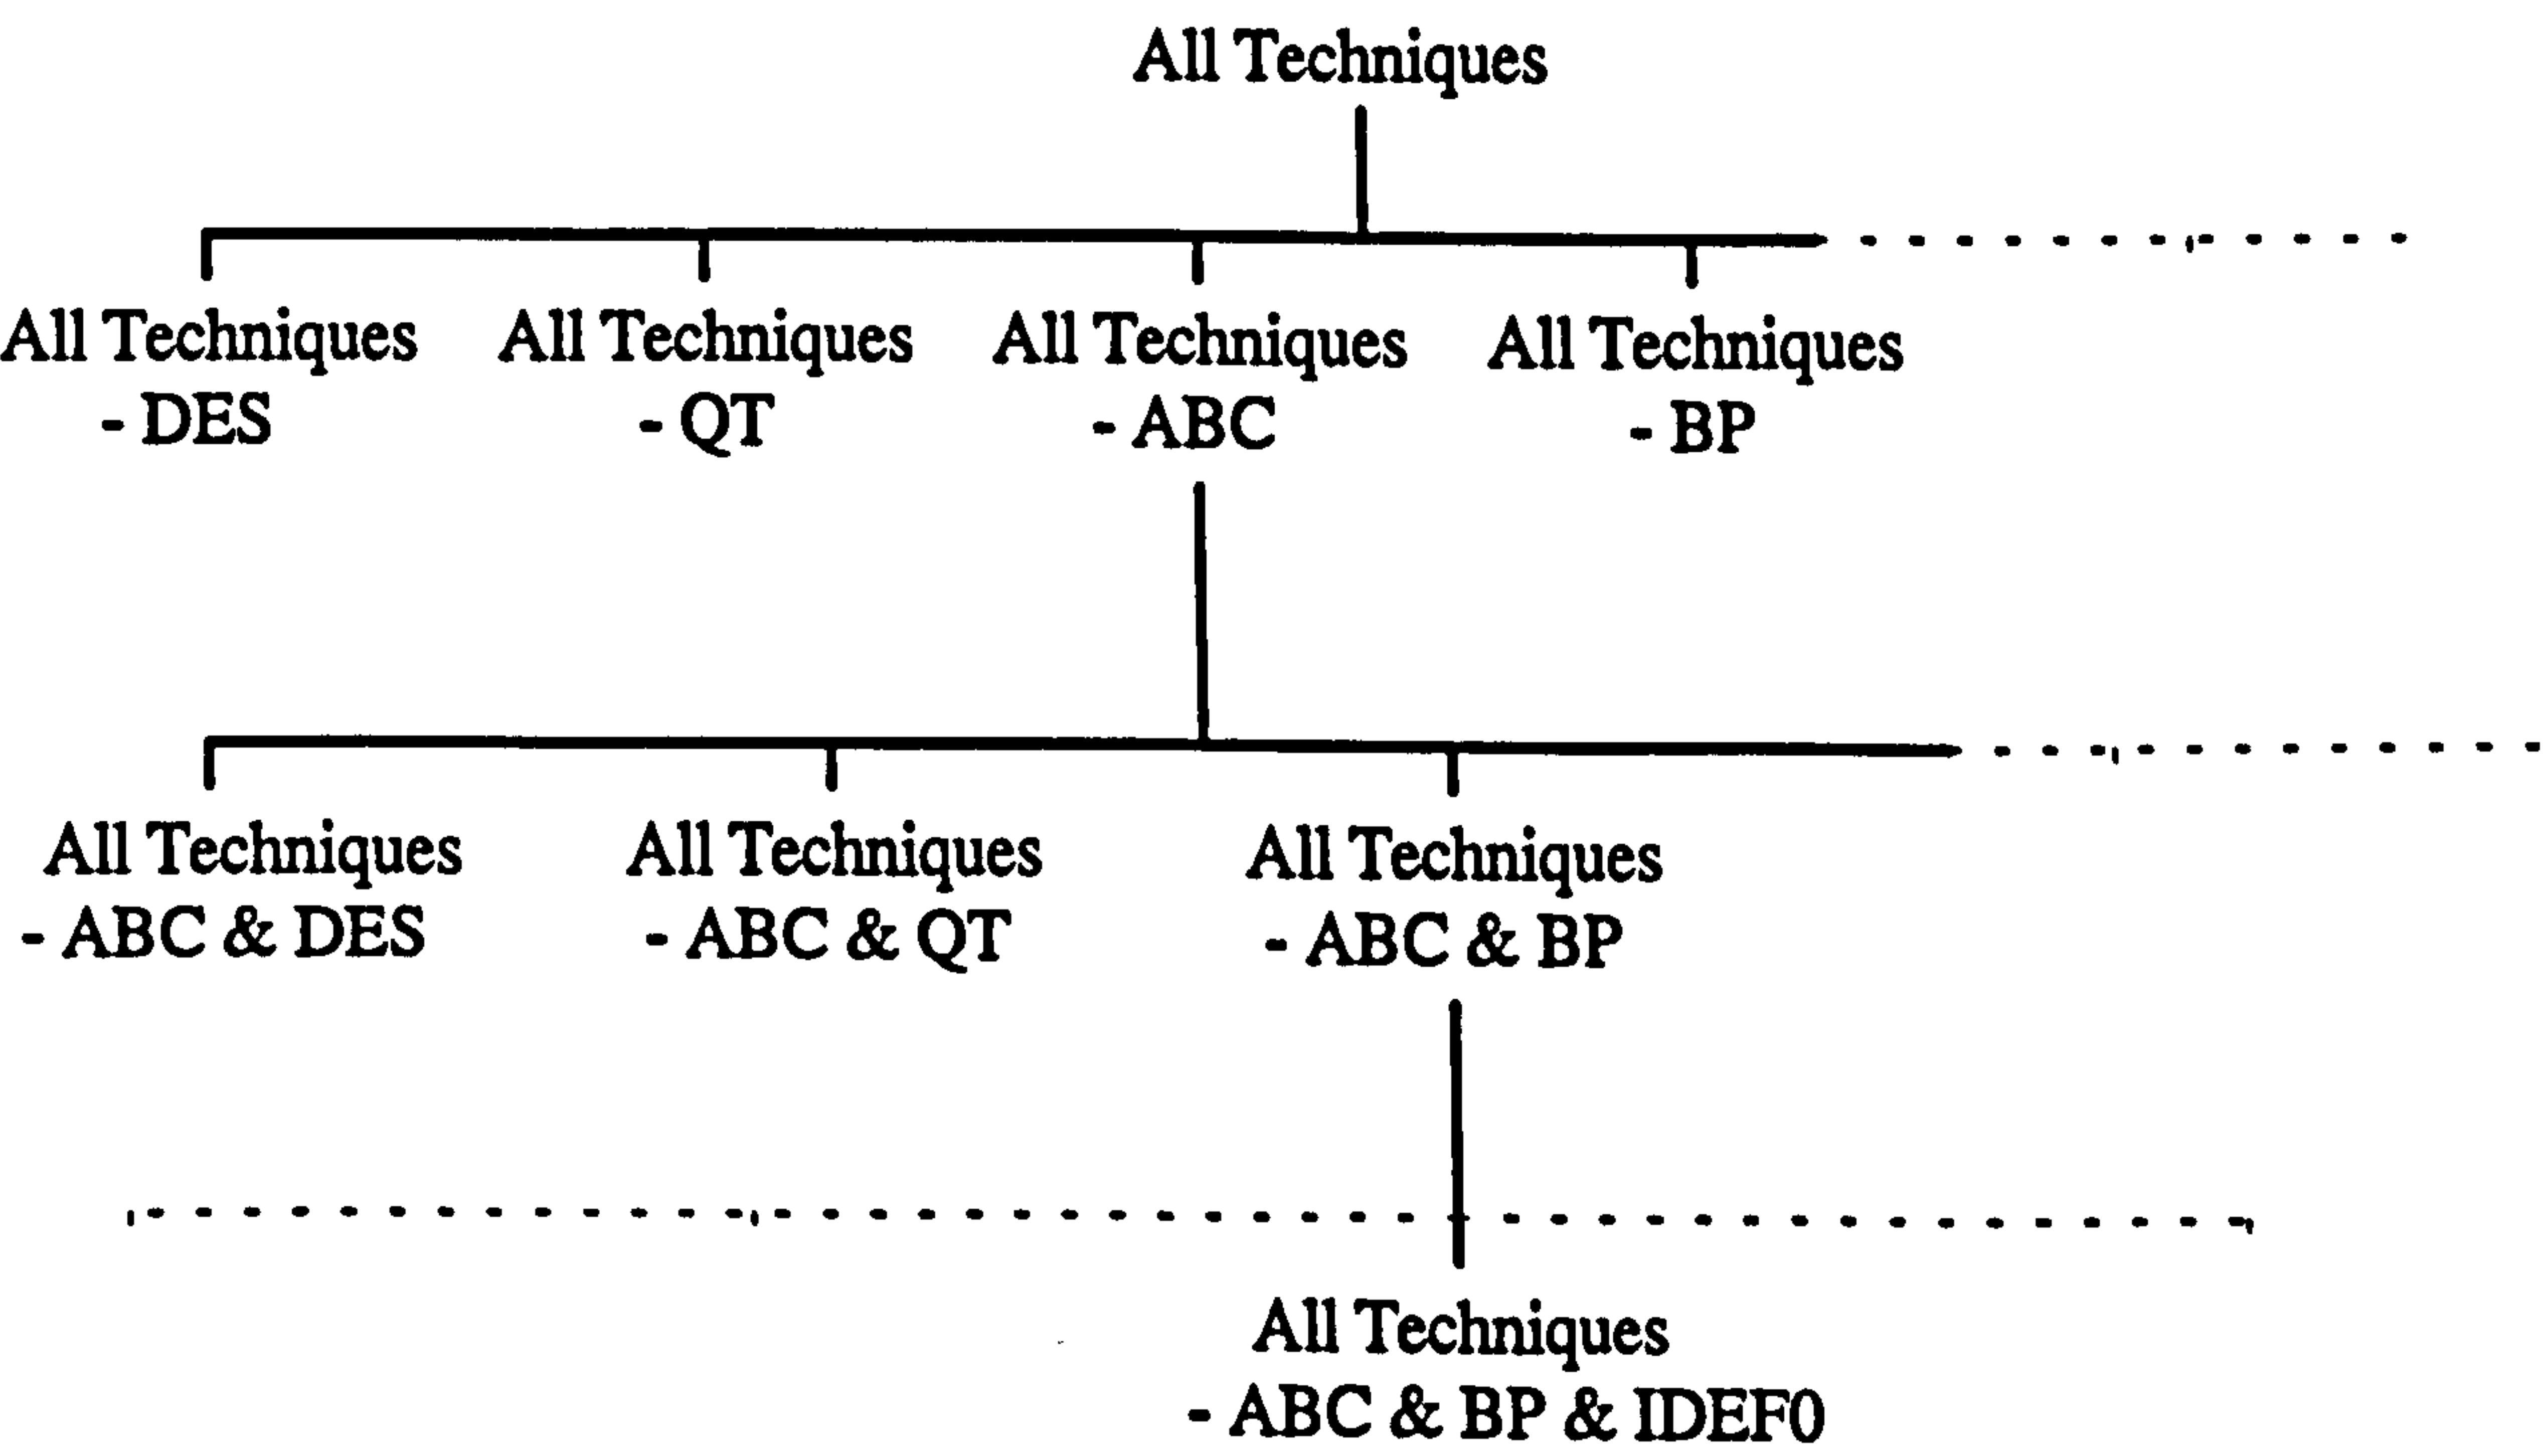 All Techniques
All Techniques
- DES
All Techniques
- QT
All Techniques
- ABC
All Techniques
- BP
All Techniques
- ABC & DES
All Techniques
- ABC & QT
All Techniques
- ABC & BP
All Techniques
- ABC & BP & IDEF0